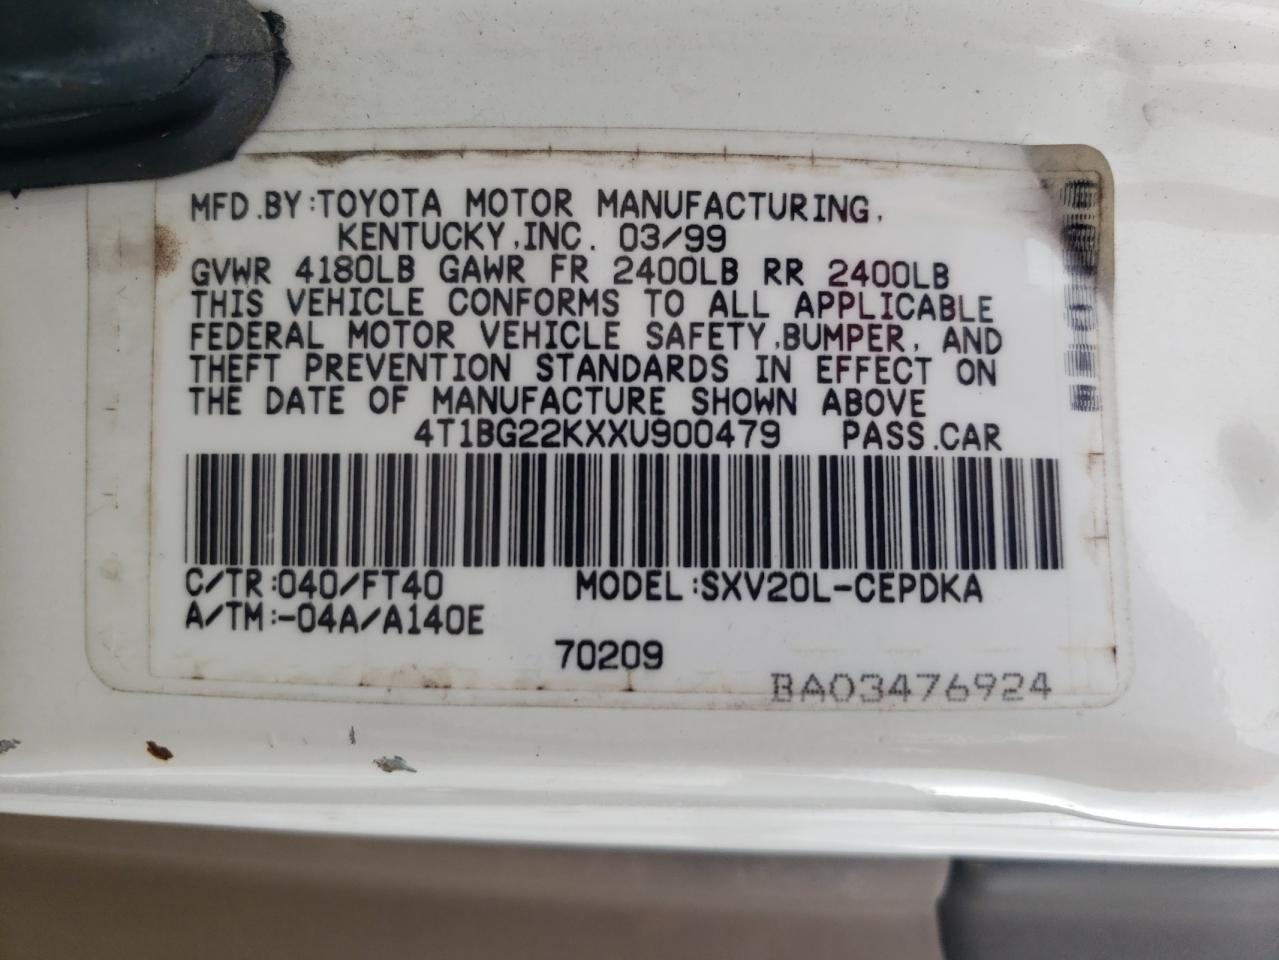 MFD.BY:TOYOTA MOTOR MANUFACTURING,
KENTUCKY,INC. 03/99
GVWR 4180LB GAWR FR 2400LB RR 2400LB
THIS VEHICLE CONFORMS TO ALL APPLICABLE
FEDERAL MOTOR VEHICLE SAFETY,BUMPER, AND
THEFT PREVENTION STANDARDS IN EFFECT ON
THE DATE OF MANUFACTURE SHOWN ABOVE
4T1BG22KXXU900479 PASS.CAR
C/TR:040/FT40 MODEL:SXV20L-CEPDKA
A/TM:-04A/A140E
70209
BA03476924